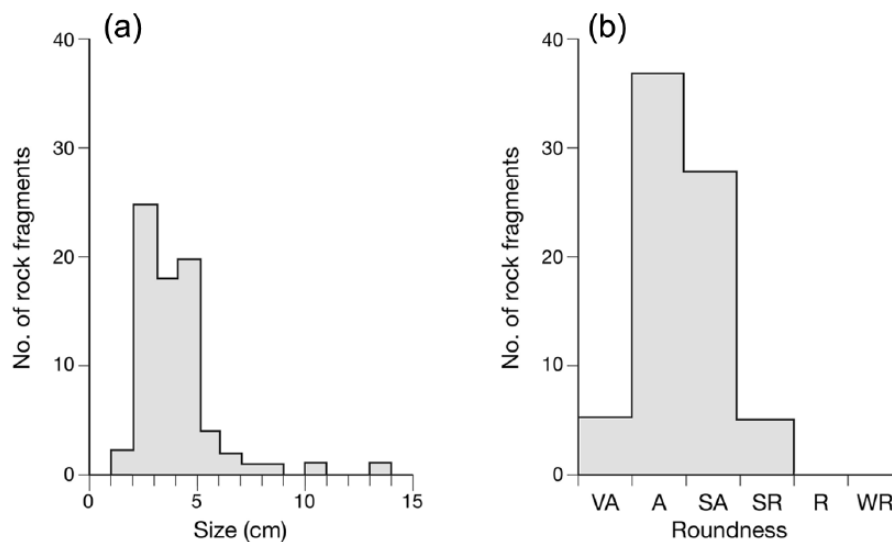 (a)
No. of rock fragments
40
30
20
10
0
0 5 10 15
Size (cm)
(b)
No. of rock fragments
40
30
20
10
0
VA A SA SR R WR
Roundness